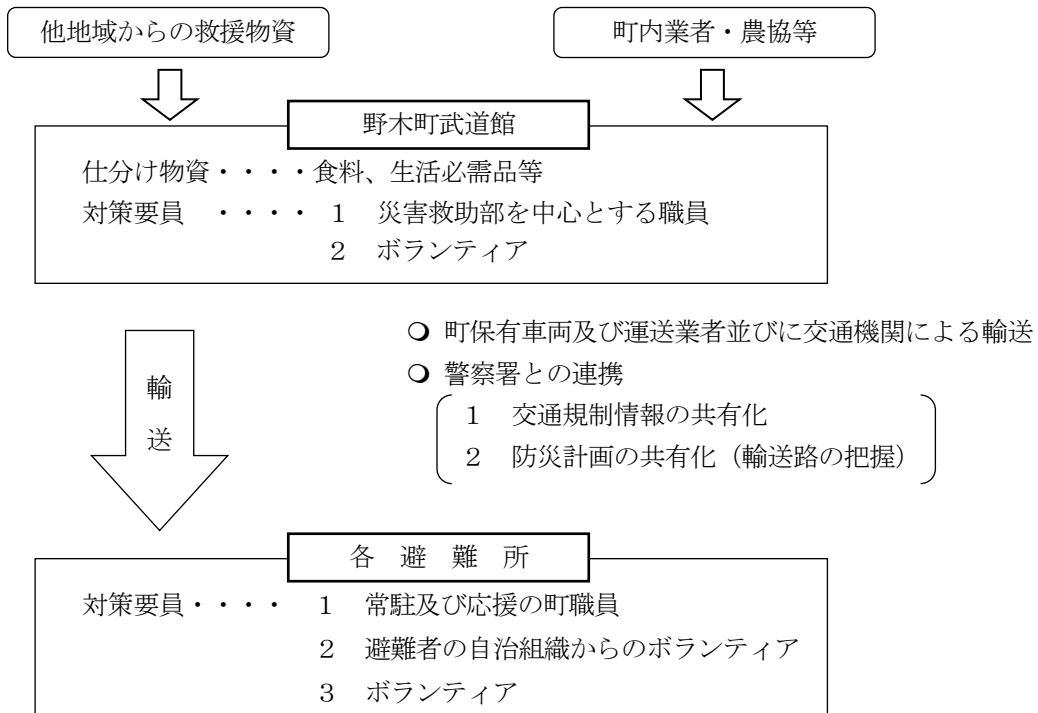 他地域からの救援物資
町内業者・農協等
野木町武道館
仕分け物資・・・・食料、生活必需品等
対策要員　・・・・　１　災害救助部を中心とする職員
２　ボランティア
○ 町保有車両及び運送業者並びに交通機関による輸送
○ 警察署との連携
１　交通規制情報の共有化
２　防災計画の共有化（輸送路の把握）
輸
送
各　避　難　所
対策要員・・・・　１　常駐及び応援の町職員
２　避難者の自治組織からのボランティア
３　ボランティア